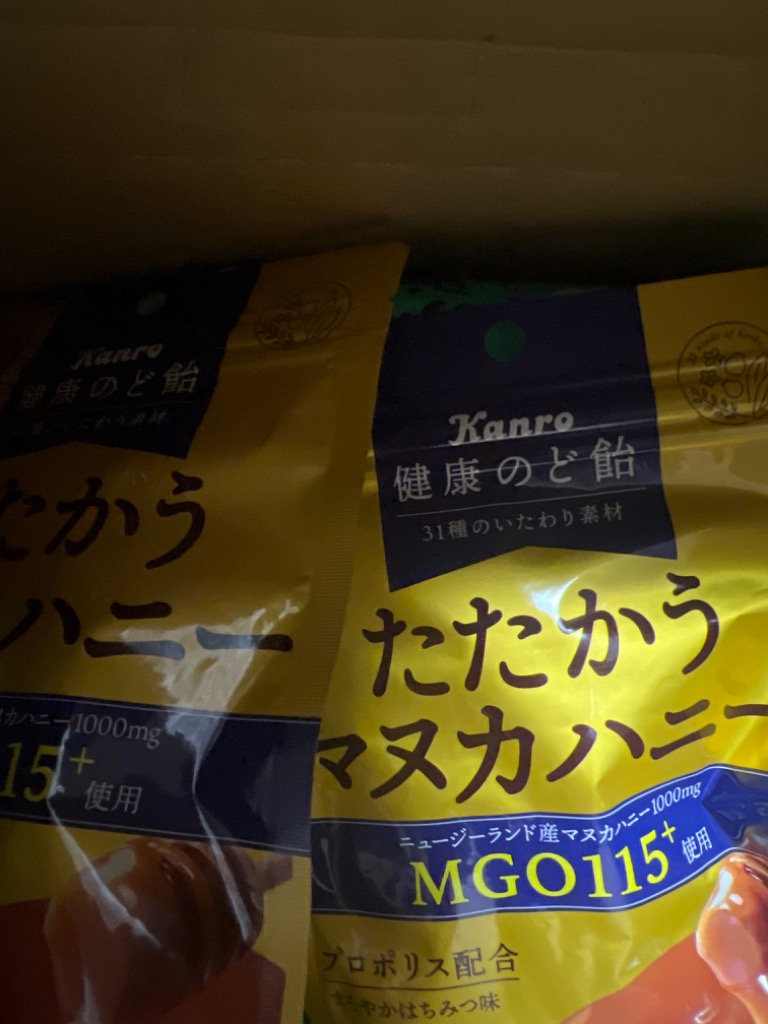 Kanro
健康のど飴
たかう
ハニー
カハニー1000mg
15+
使用
Kanro
健康のど飴
31種のいたわり素材
たたかう
マヌカハニー
ニュージーランド産マヌカハニー1000mg
MGO115+
使用
プロポリス配合
まろやかはちみつ味